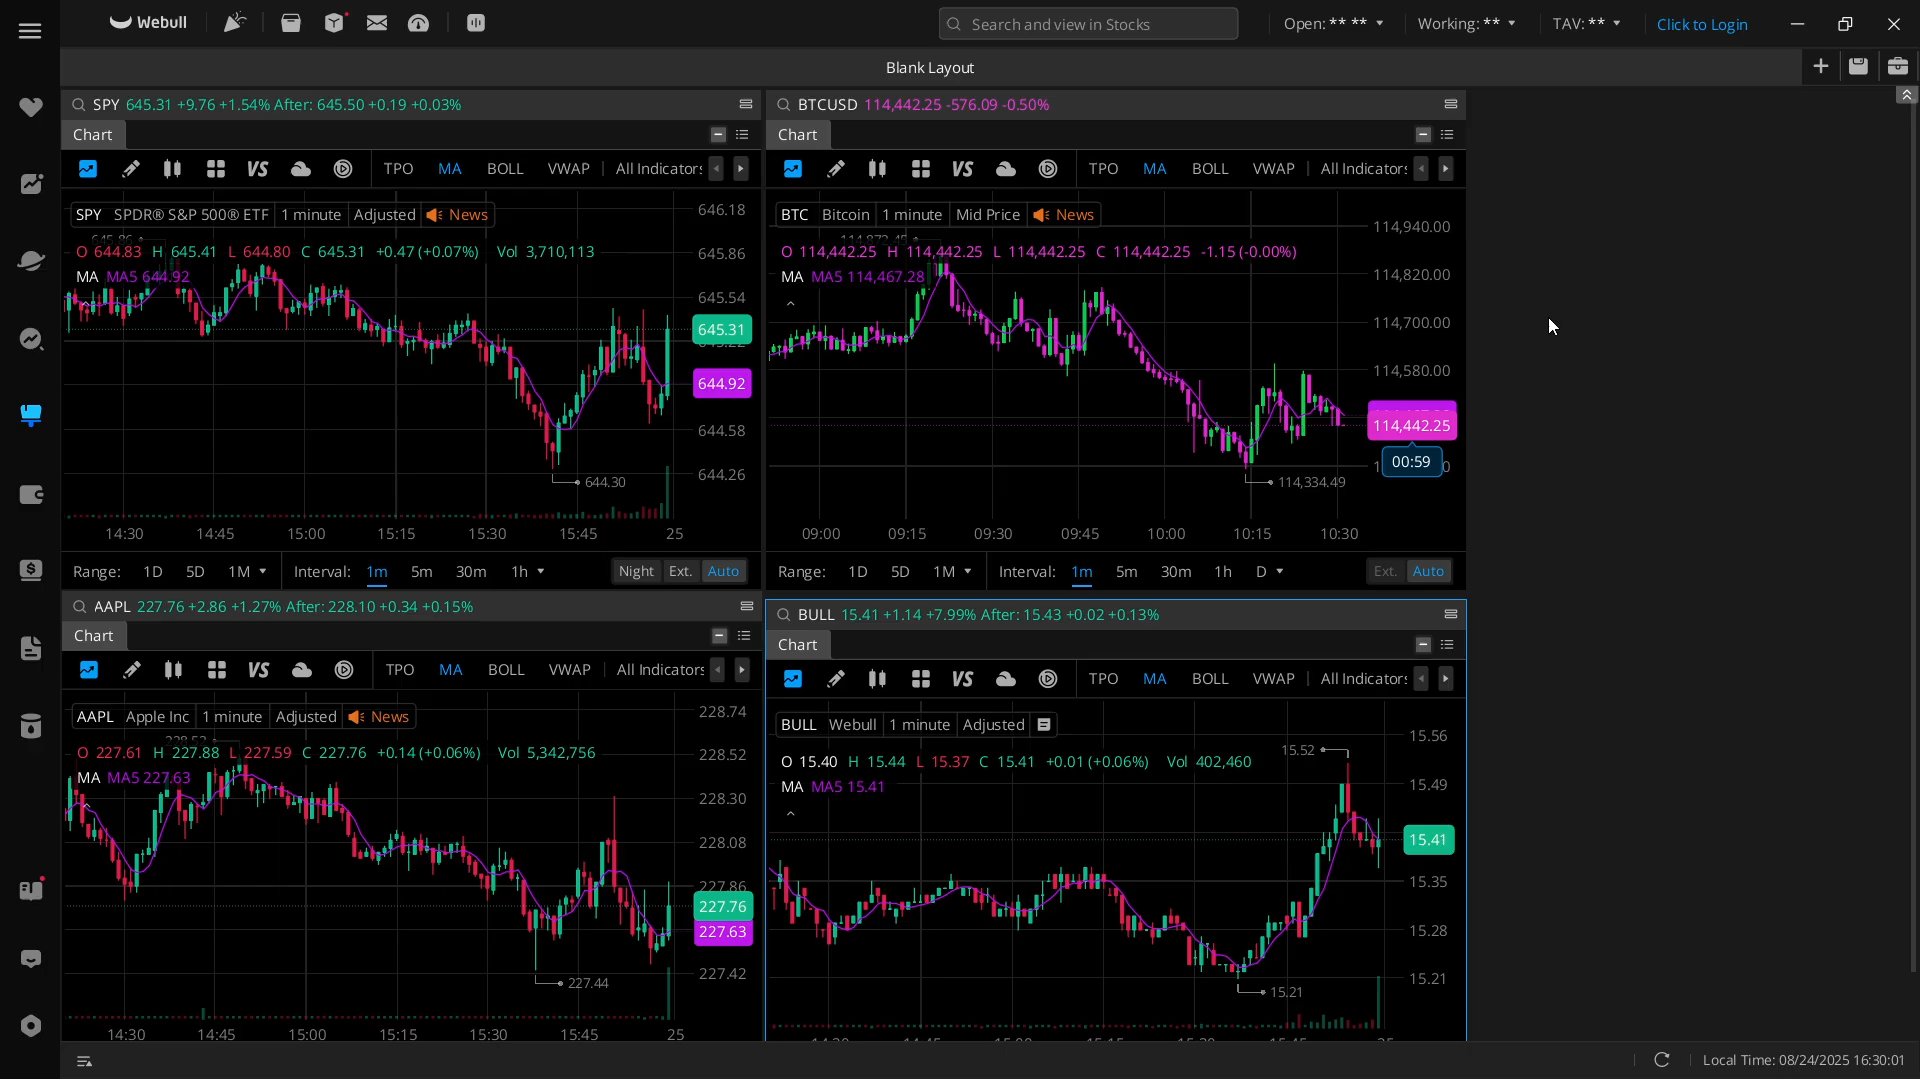 Webull
Search and view in Stocks
Open: ** **
Working: **
TAV: **
Click to Login
Blank Layout
SPY 645.31 +9.76 +1.54% After: 645.50 +0.19 +0.03%
Chart
TPO MA BOLL VWAP All Indicators
SPY SPDR® S&P 500® ETF 1 minute Adjusted News
O 644.83 H 645.41 L 644.80 C 645.31 +0.47 (+0.07%) Vol 3,710,113
MA MA5 644.92
646.18
645.86
645.54
645.31
644.92
644.58
644.26
644.30
14:30 14:45 15:00 15:15 15:30 15:45 25
Range: 1D 5D 1M Interval: 1m 5m 30m 1h Night Ext. Auto
BTCUSD 114,442.25 -576.09 -0.50%
Chart
TPO MA BOLL VWAP All Indicators
BTC Bitcoin 1 minute Mid Price News
O 114,442.25 H 114,442.25 L 114,442.25 C 114,442.25 -1.15 (-0.00%)
MA MA5 114,467.28
114,940.00
114,820.00
114,700.00
114,580.00
114,442.25
00:59
114,334.49
09:00 09:15 09:30 09:45 10:00 10:15 10:30
Range: 1D 5D 1M Interval: 1m 5m 30m 1h D Ext. Auto
AAPL 227.76 +2.86 +1.27% After: 228.10 +0.34 +0.15%
Chart
TPO MA BOLL VWAP All Indicators
AAPL Apple Inc 1 minute Adjusted News
O 227.61 H 227.88 L 227.59 C 227.76 +0.14 (+0.06%) Vol 5,342,756
MA MA5 227.63
228.74
228.52
228.30
228.08
227.86
227.76
227.63
227.42
227.44
14:30 14:45 15:00 15:15 15:30 15:45 25
BULL 15.41 +1.14 +7.99% After: 15.43 +0.02 +0.13%
Chart
TPO MA BOLL VWAP All Indicators
BULL Webull 1 minute Adjusted
O 15.40 H 15.44 L 15.37 C 15.41 +0.01 (+0.06%) Vol 402,460
MA MA5 15.41
15.52
15.56
15.49
15.41
15.35
15.28
15.21
15.21
Local Time: 08/24/2025 16:30:01